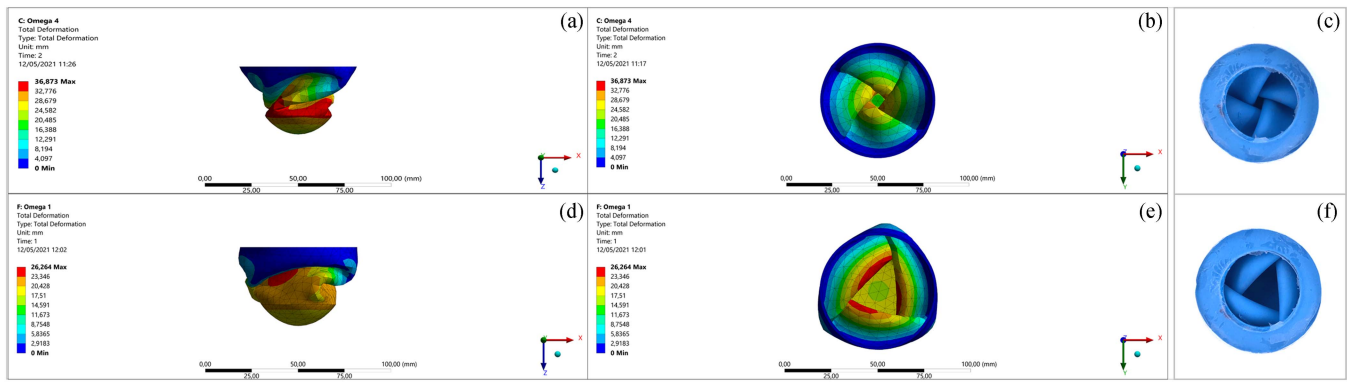 C: Omega 4
Total Deformation
Type: Total Deformation
Unit: mm
Time: 2
12/05/2021 11:26
36,873 Max
32,776
28,679
24,582
20,485
16,388
12,291
8,194
4,097
0 Min
0,00 50,00 100,00 (mm)
25,00 75,00
X
Z
(a)
C: Omega 4
Total Deformation
Type: Total Deformation
Unit: mm
Time: 2
12/05/2021 11:17
36,873 Max
32,776
28,679
24,582
20,485
16,388
12,291
8,194
4,097
0 Min
0,00 50,00 100,00 (mm)
25,00 75,00
Z
X
Y
(b)
(c)
F: Omega 1
Total Deformation
Type: Total Deformation
Unit: mm
Time: 1
12/05/2021 12:02
26,264 Max
23,346
20,428
17,51
14,591
11,673
8,7548
5,8365
2,9183
0 Min
0,00 50,00 100,00 (mm)
25,00 75,00
X
Z
(d)
F: Omega 1
Total Deformation
Type: Total Deformation
Unit: mm
Time: 1
12/05/2021 12:01
26,264 Max
23,346
20,428
17,51
14,591
11,673
8,7548
5,8365
2,9183
0 Min
0,00 50,00 100,00 (mm)
25,00 75,00
Z
X
Y
(e)
(f)